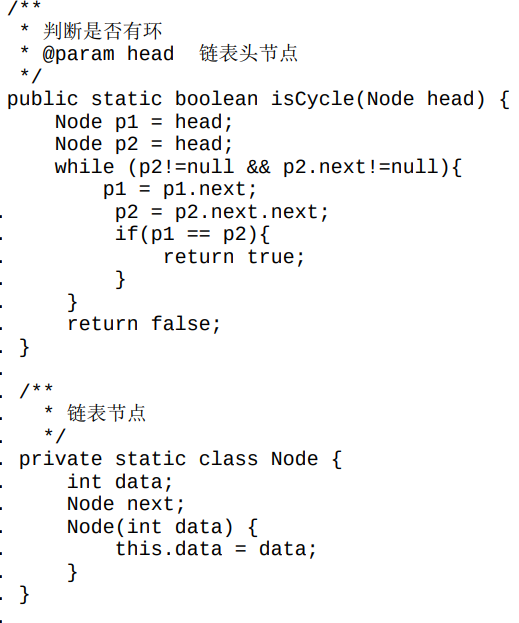 /**
 * 判断是否有环
 * @param head  链表头节点
 */
public static boolean isCycle(Node head) {
    Node p1 = head;
    Node p2 = head;
    while (p2!=null && p2.next!=null){
        p1 = p1.next;
.         p2 = p2.next.next;
.         if(p1 == p2){
.             return true;
.         }
.     }
.     return false;
. }
.
. /**
.   * 链表节点
.   */
. private static class Node {
.     int data;
.     Node next;
.     Node(int data) {
.         this.data = data;
.     }
. }
.